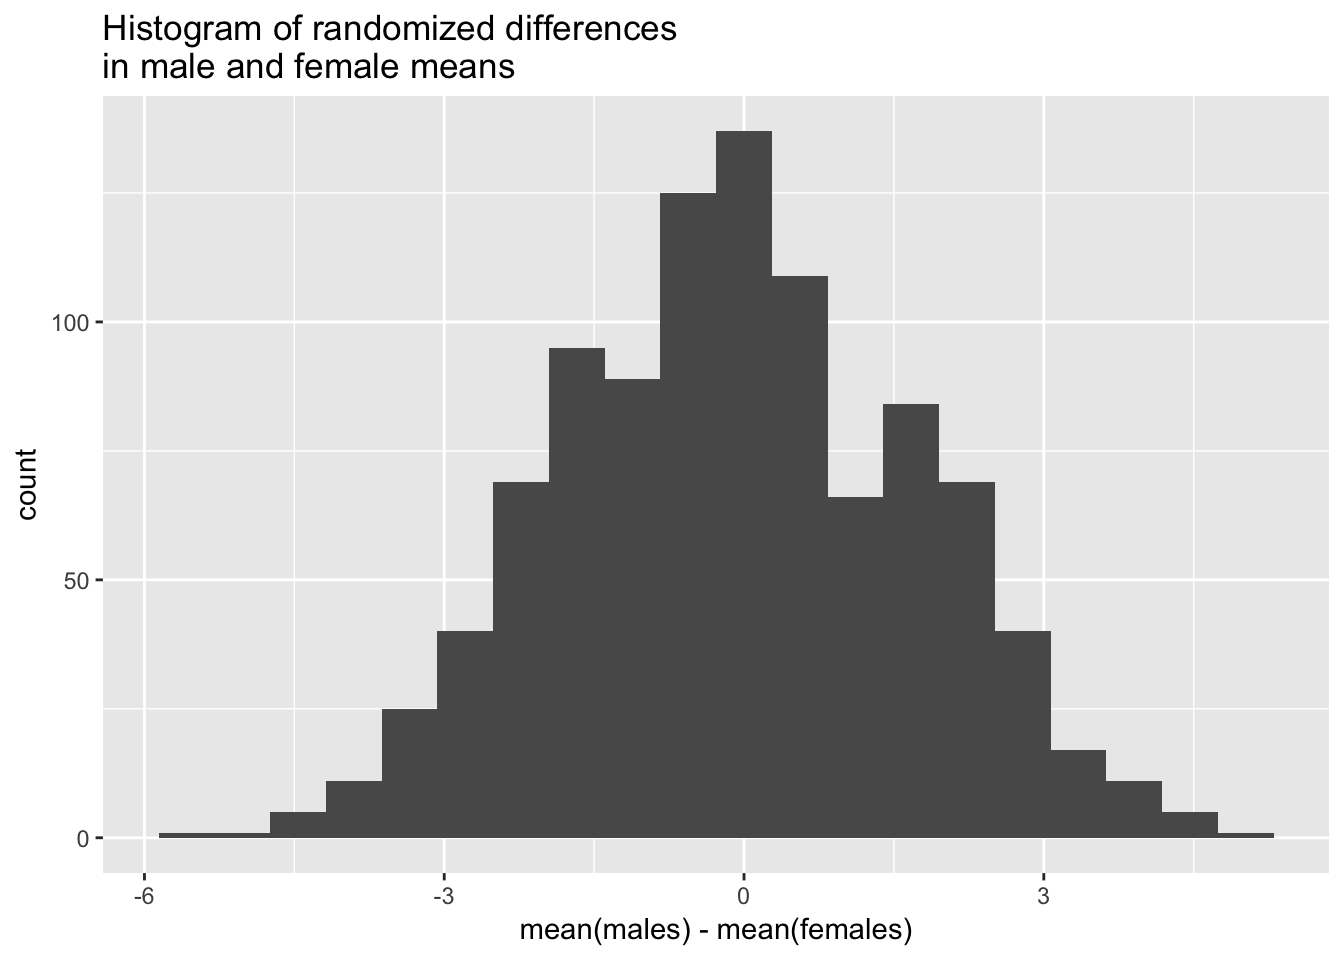 Histogram of randomized differences
in male and female means
100
50
0
-6
-3
0
3
count
mean(males) - mean(females)